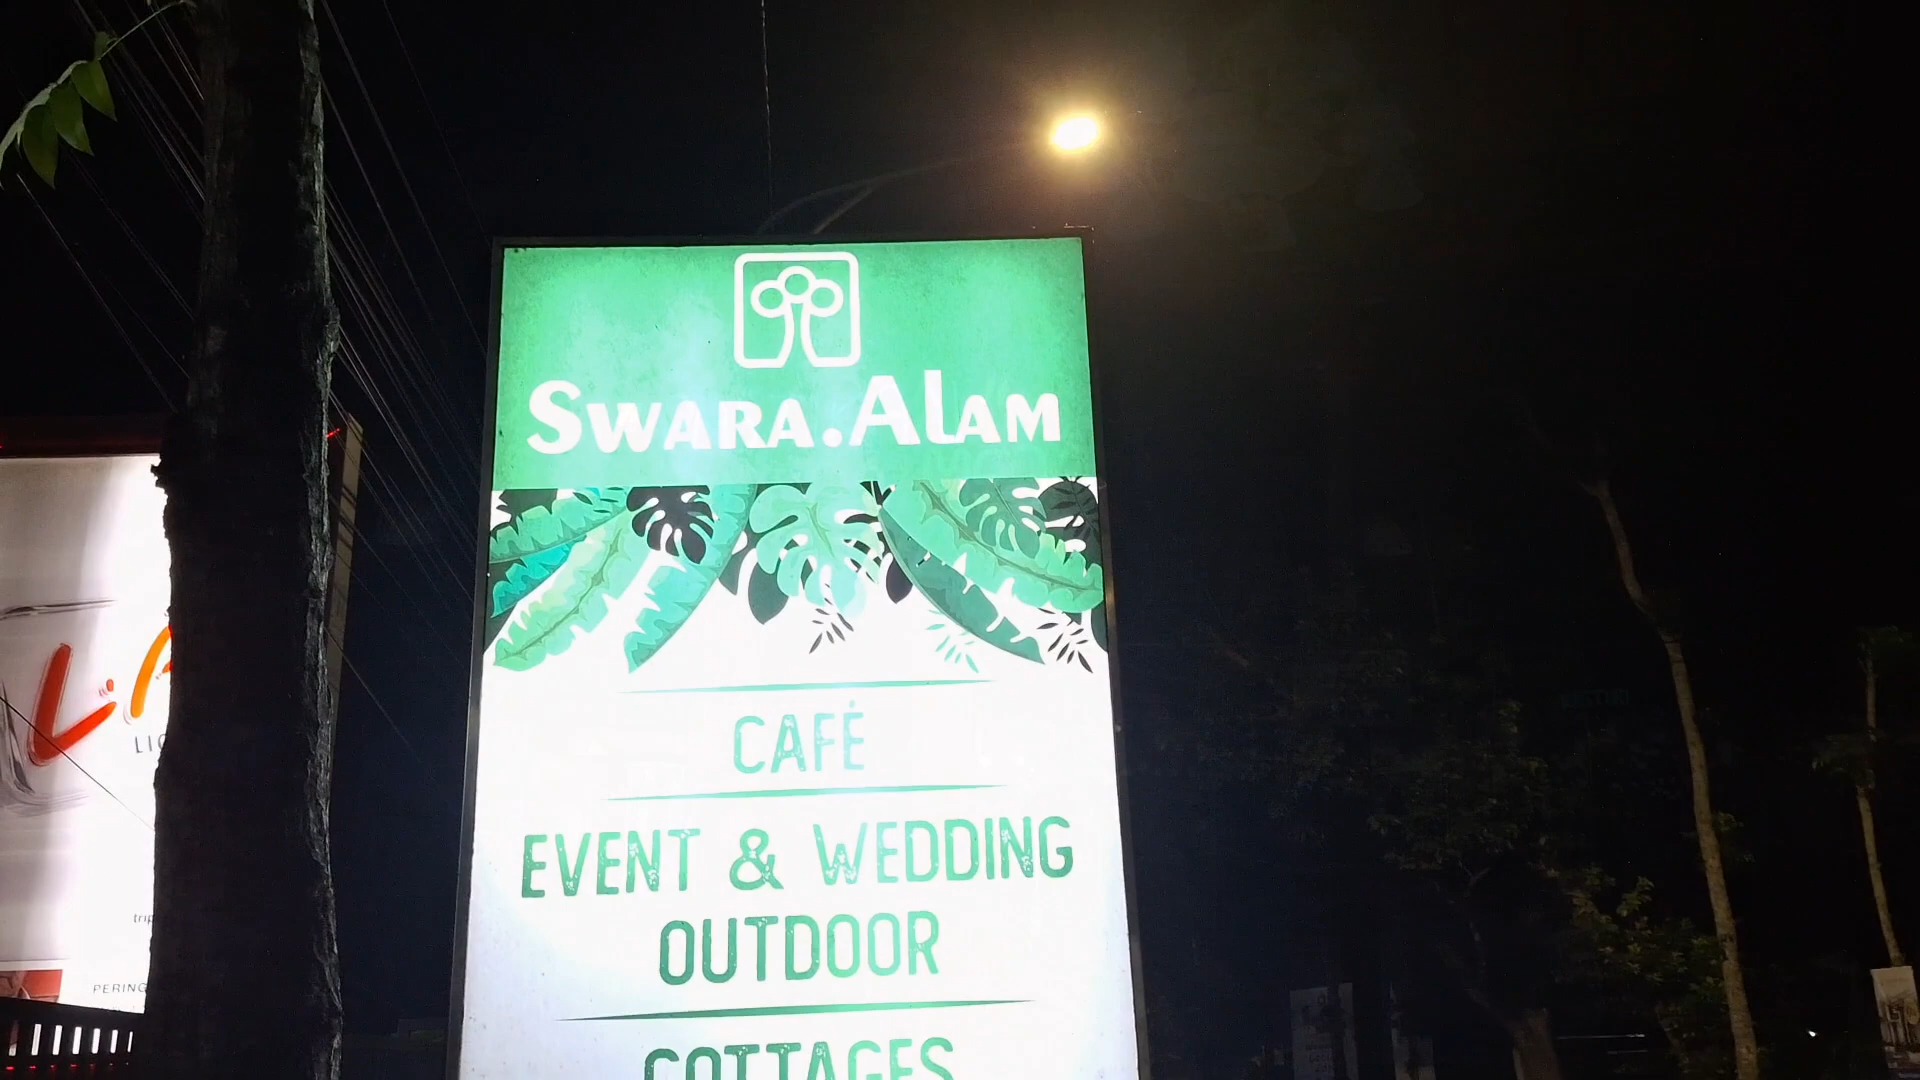 SWARA.ALAM
CAFÉ
EVENT & WEDDING
OUTDOOR
COTTAGES